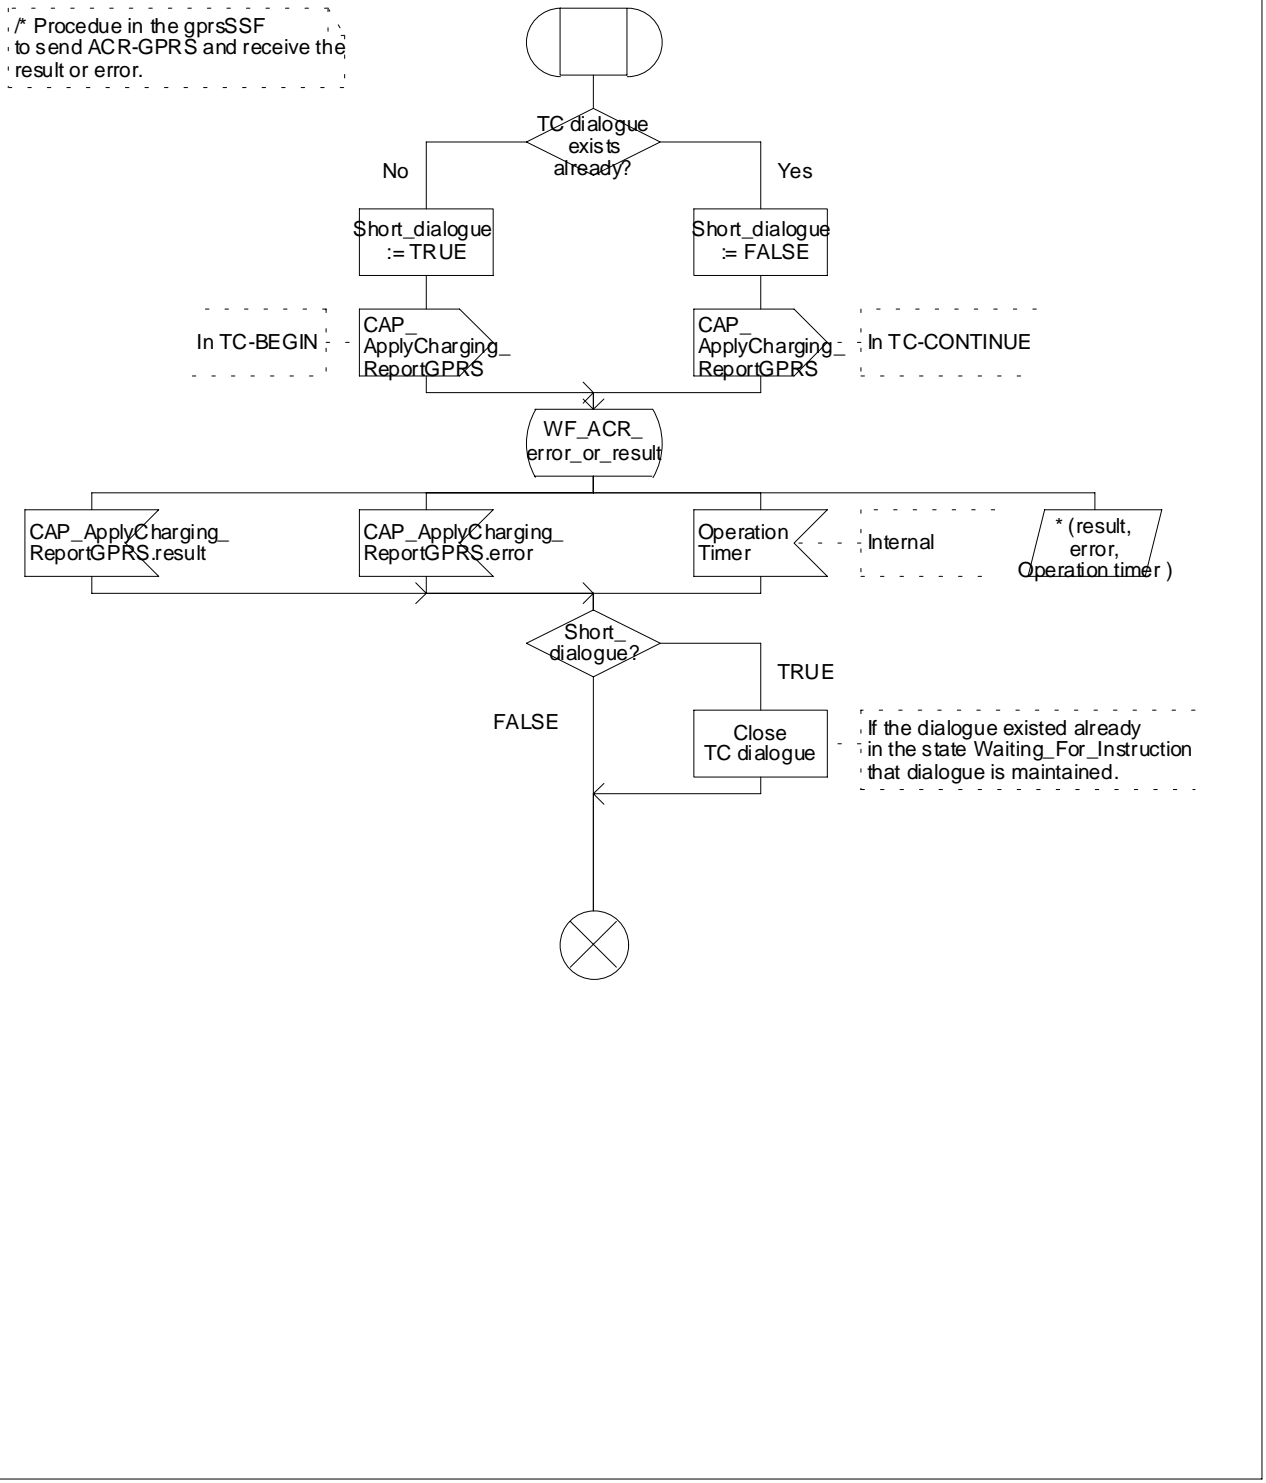 /* Procedue in the gprsSSF
to send ACR-GPRS and receive the
result or error.
TC dialogue
exists
already?
No
Yes
Short_dialogue
:= TRUE
Short_dialogue
:= FALSE
In TC-BEGIN
CAP_
ApplyCharging_
ReportGPRS
CAP_
ApplyCharging_
ReportGPRS
In TC-CONTINUE
WF_ACR_
error_or_result
CAP_ApplyCharging_
ReportGPRS.result
CAP_ApplyCharging_
ReportGPRS.error
Operation
Timer
Internal
* (result,
error,
Operation timer )
Short_
dialogue?
TRUE
FALSE
Close
TC dialogue
If the dialogue existed already
in the state Waiting_For_Instruction
that dialogue is maintained.